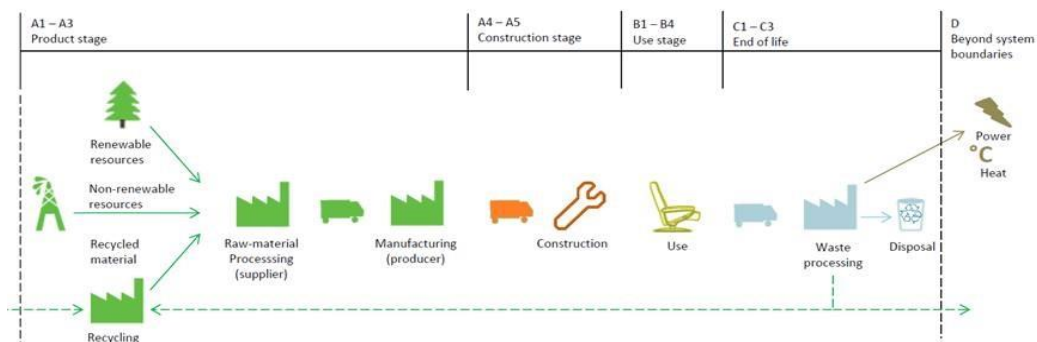 A1 – A3
Product stage
A4 – A5
Construction stage
B1 – B4
Use stage
C1 – C3
End of life
D
Beyond system
boundaries
Renewable
resources
Non-renewable
resources
Recycled
material
Recycling
Raw-material
Processsing
(supplier)
Manufacturing
(producer)
Construction
Use
Waste
processing
Disposal
Power
°C
Heat